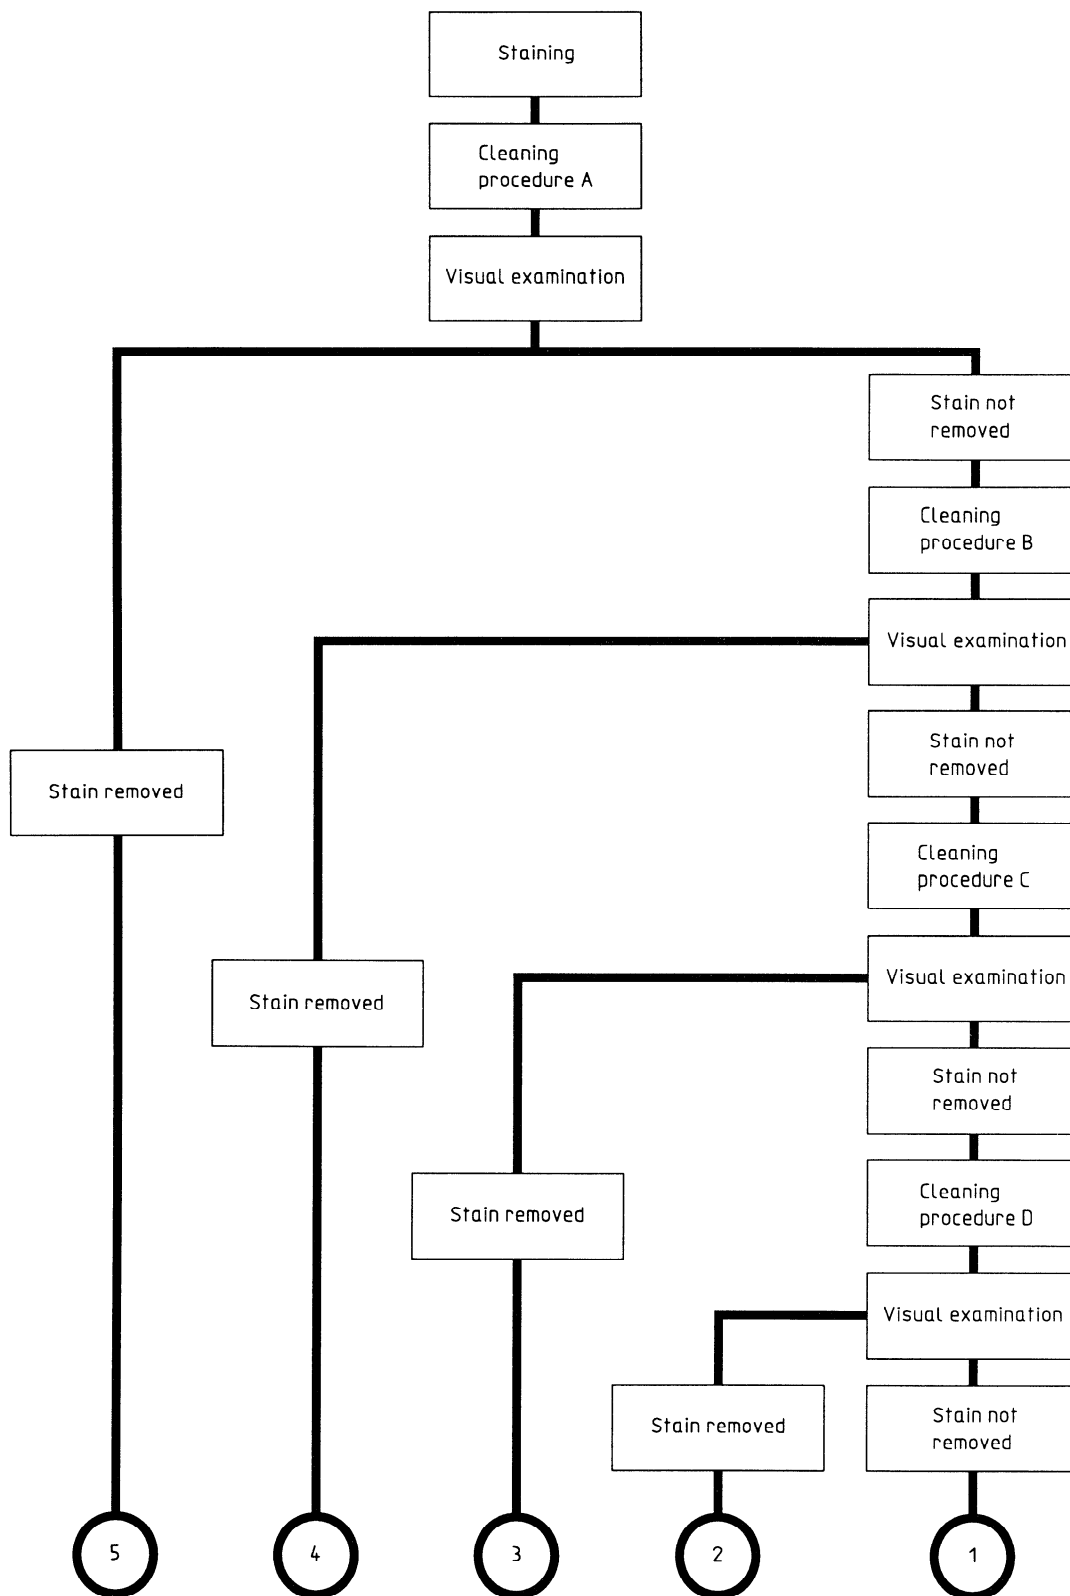 Staining
Cleaning
procedure A
Visual examination
Stain not
removed
Cleaning
procedure B
Visual examination
Stain not
removed
Stain removed
Cleaning
procedure C
Visual examination
Stain removed
Stain not
removed
Cleaning
procedure D
Stain removed
Visual examination
Stain removed
Stain not
removed
5
4
3
2
1